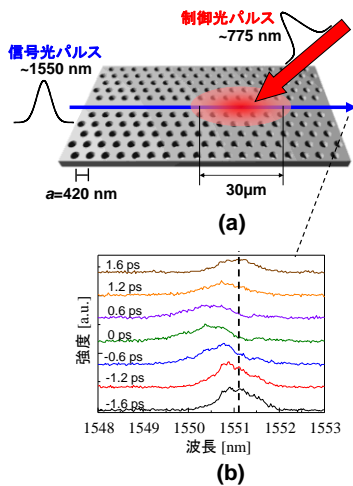 制御光パルス
~775 nm
信号光パルス
~1550 nm
a=420 nm
30μm
(a)
1.6 ps
1.2 ps
0.6 ps
0 ps
-0.6 ps
-1.2 ps
-1.6 ps
強度 [a.u.]
1548 1549 1550 1551 1552 1553
波長 [nm]
(b)